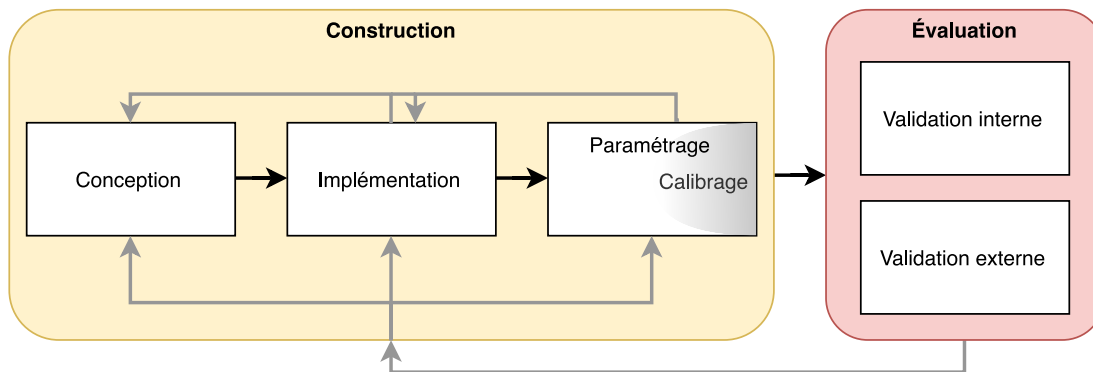 Construction
Conception
Implémentation
Paramétrage
Calibrage
Évaluation
Validation interne
Validation externe